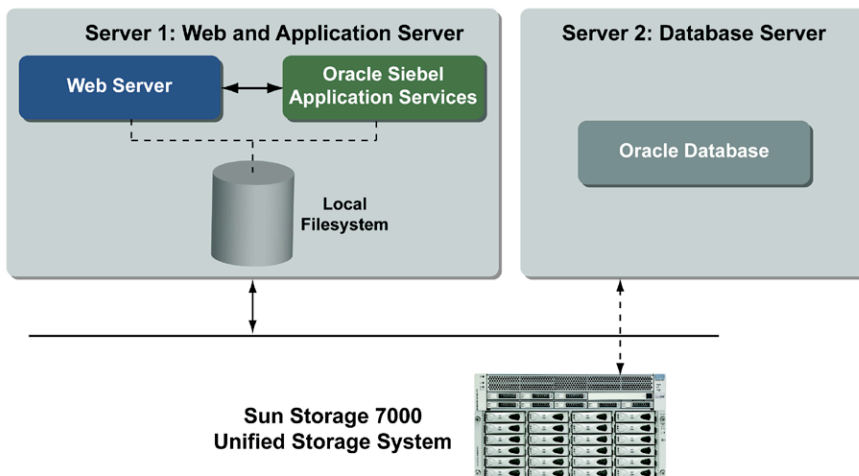 Server 1: Web and Application Server
Server 2: Database Server
Web Server
Oracle Siebel
Application Services
Oracle Database
Local
Filesystem
Sun Storage 7000
Unified Storage System